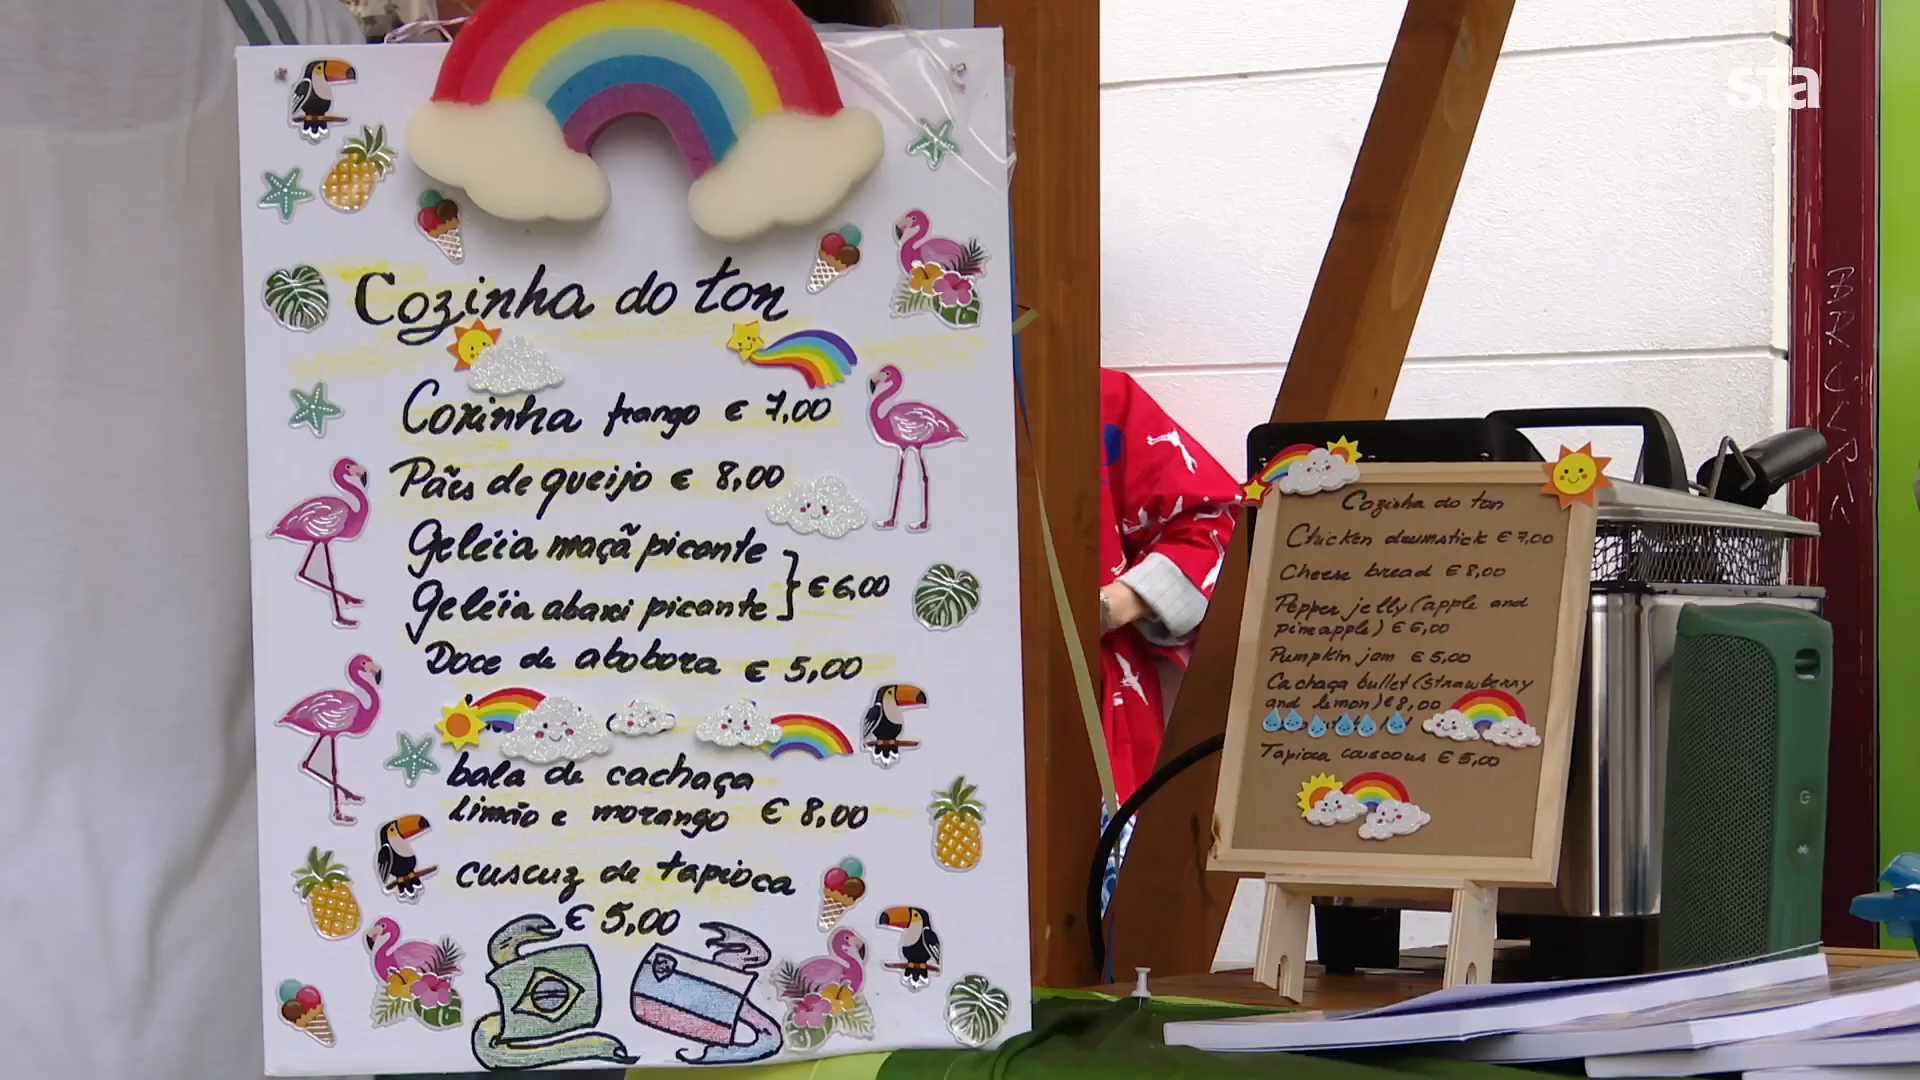 sta
Cozinha do ton
Coxinha frango € 7,00
Pães de queijo € 8,00
Geléia maçã picante
Geléia abaxi picante } € 6,00
Doce de abobora € 5,00
bala de cachaça
limão e morango € 8,00
cuscuz de tapioca
€ 5,00
Cozinha do ton
Chicken drumstick € 7,00
Cheese bread € 8,00
Pepper jelly (apple and
pineapple) € 6,00
Pumpkin jam € 5,00
Cachaça bullet (strawberry
and lemon) € 8,00
Tapioca couscous € 5,00